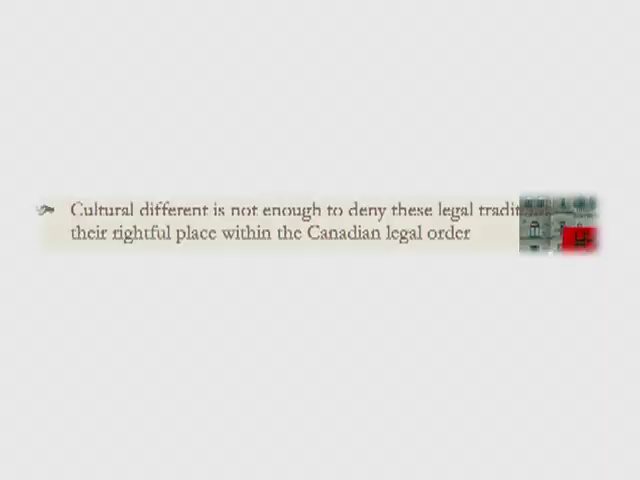 Cultural different is not enough to deny these legal
their rightful place within the Canadian legal order